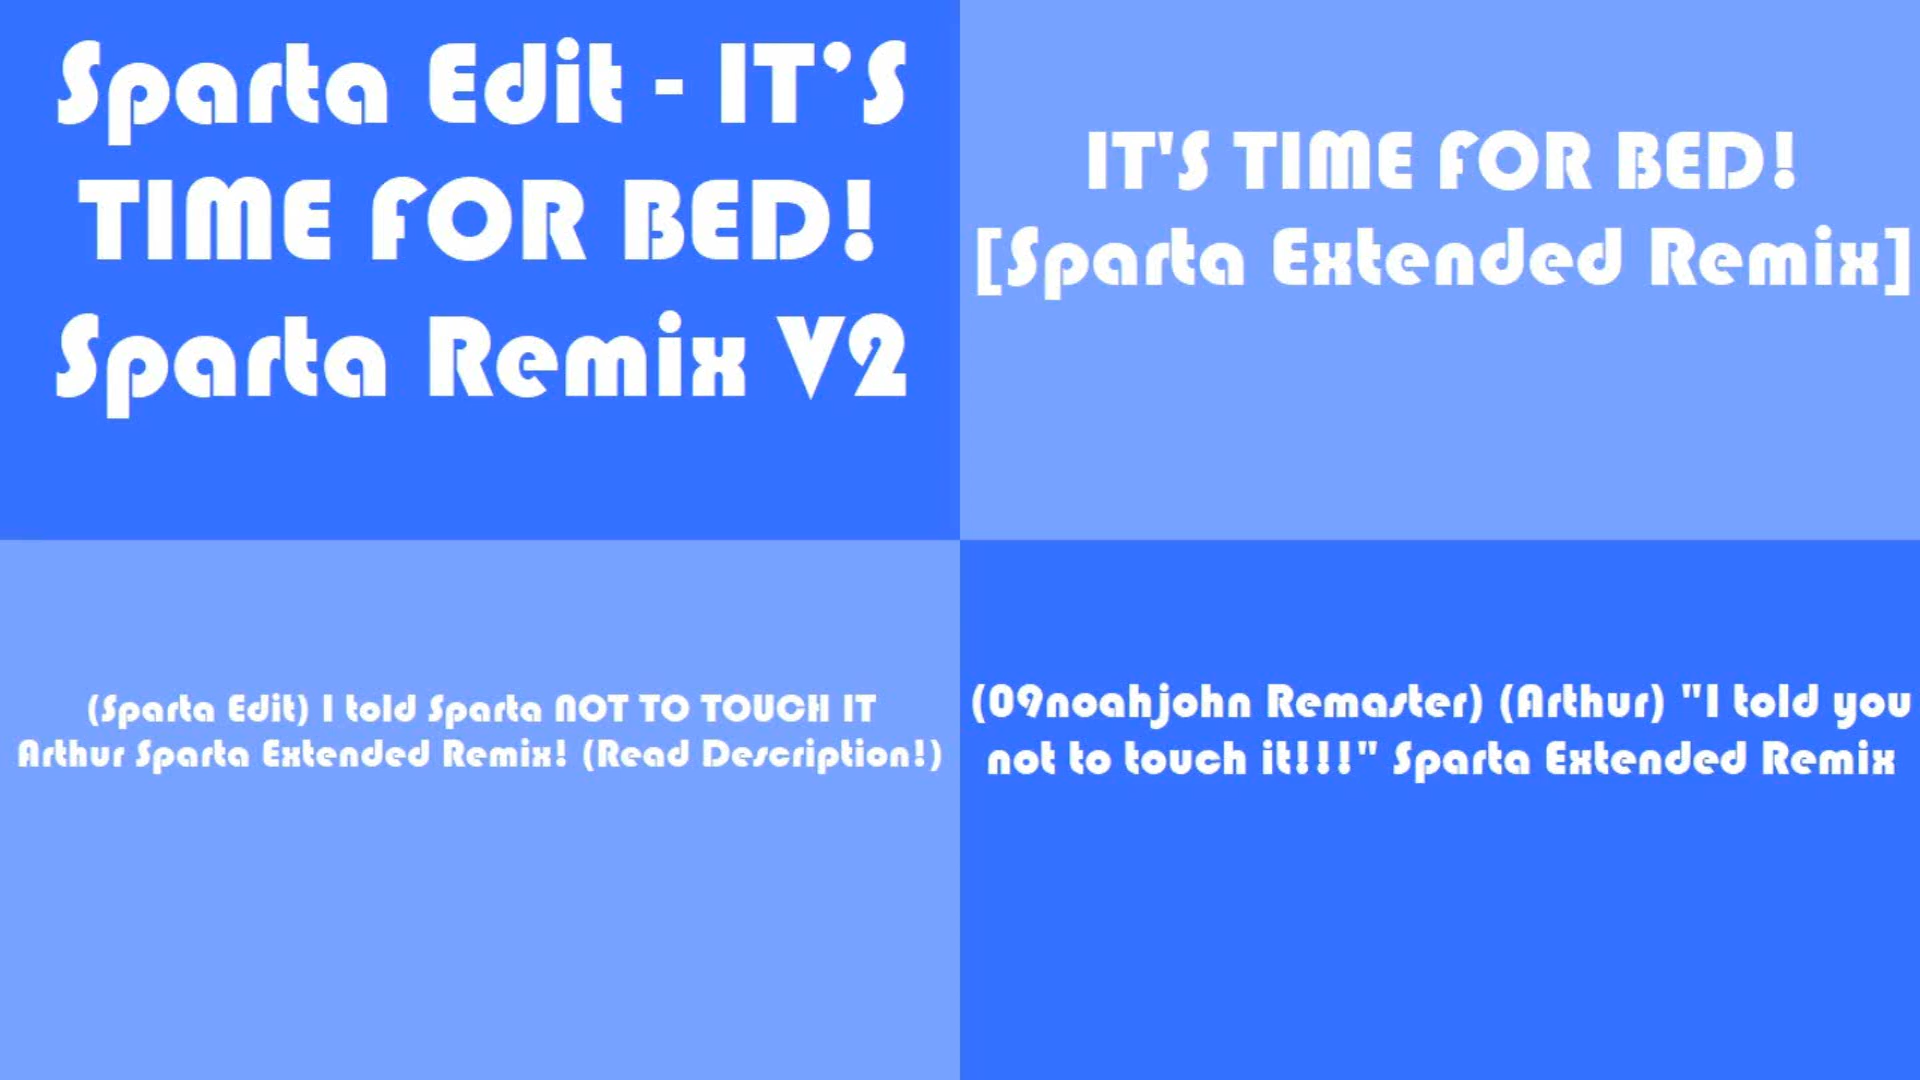 Sparta Edit - IT’S
TIME FOR BED!
Sparta Remix V2
IT'S TIME FOR BED!
[Sparta Extended Remix]
(Sparta Edit) I told Sparta NOT TO TOUCH IT
Arthur Sparta Extended Remix! (Read Description!)
(09noahjohn Remaster) (Arthur) "I told you
not to touch it!!!" Sparta Extended Remix